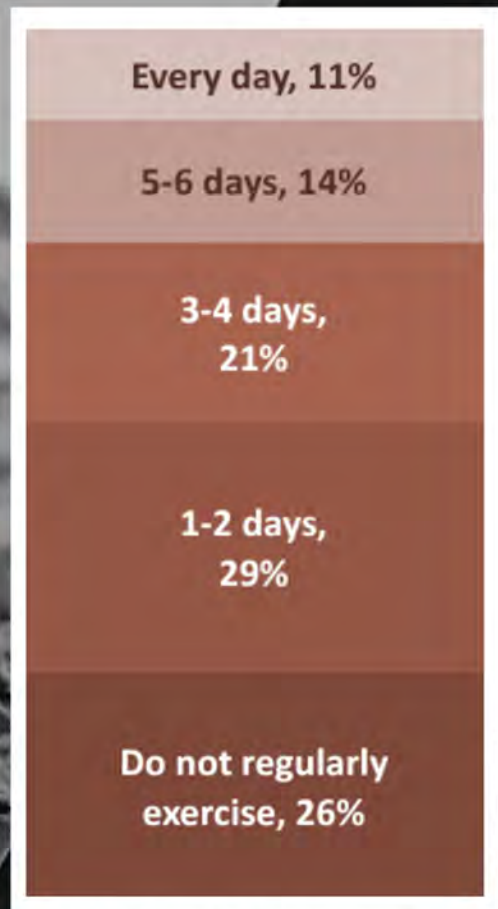 Every day, 11%
5-6 days, 14%
3-4 days,
21%
1-2 days,
29%
Do not regularly
exercise, 26%